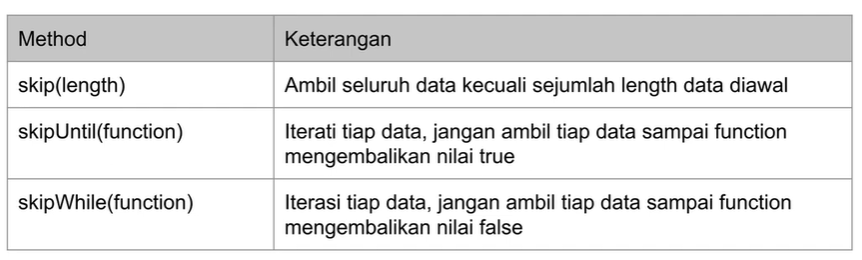 Method Keterangan
skip(length) Ambil seluruh data kecuali sejumlah length data diawal
skipUntil(function) Iterati tiap data, jangan ambil tiap data sampai function
mengembalikan nilai true
skipWhile(function) Iterasi tiap data, jangan ambil tiap data sampai function
mengembalikan nilai false